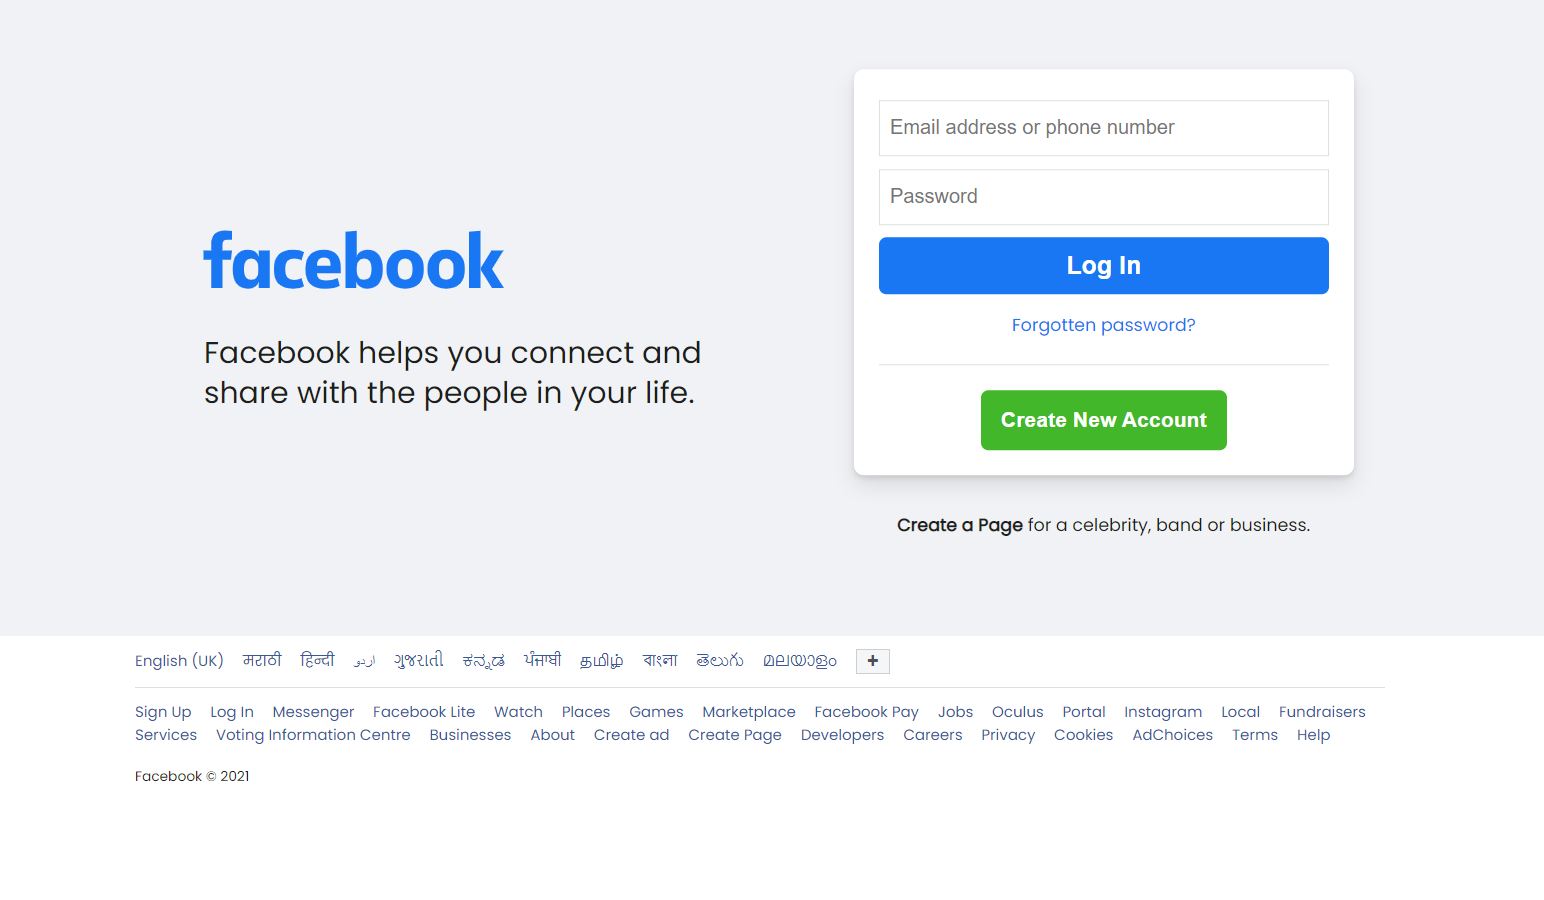 facebook
Facebook helps you connect and
share with the people in your life.
Email address or phone number
Password
Log In
Forgotten password?
Create New Account
Create a Page for a celebrity, band or business.
English (UK) मराठी हिन्दी اردو ગુજરાતી ಕನ್ನಡ ਪੰਜਾਬੀ தமிழ் বাংলা తెలుగు മലയാളം +
Sign Up Log In Messenger Facebook Lite Watch Places Games Marketplace Facebook Pay Jobs Oculus Portal Instagram Local Fundraisers
Services Voting Information Centre Businesses About Create ad Create Page Developers Careers Privacy Cookies AdChoices Terms Help
Facebook © 2021